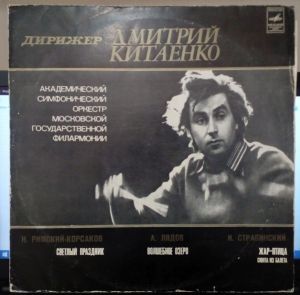 ДИРИЖЕР
ДМИТРИЙ
КИТАЕНКО
АКАДЕМИЧЕСКИЙ
СИМФОНИЧЕСКИЙ
ОРКЕСТР
МОСКОВСКОЙ
ГОСУДАРСТВЕННОЙ
ФИЛАРМОНИИ
Н. РИМСКИЙ-КОРСАКОВ
СВЕТЛЫЙ ПРАЗДНИК
А. ЛЯДОВ
ВОЛШЕБНОЕ ОЗЕРО
И. СТРАВИНСКИЙ
ЖАР-ПТИЦА
СЮИТА ИЗ БАЛЕТА